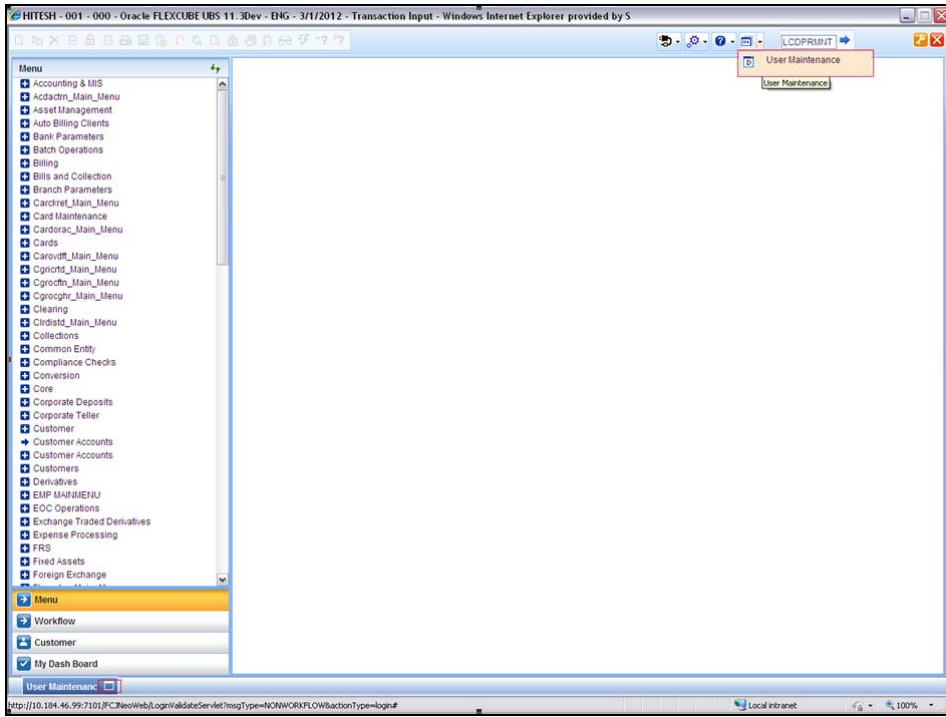 HITESH - 001 - 000 - Oracle FLEXCUBE UBS 11.3Dev - ENG - 3/1/2012 - Transaction Input - Windows Internet Explorer provided by S
LCDPRMNT
User Maintenance
User Maintenance
Menu
Accounting & MIS
Acdactrn_Main_Menu
Asset Management
Auto Billing Clients
Bank Parameters
Batch Operations
Billing
Bills and Collection
Branch Parameters
Carckret_Main_Menu
Card Maintenance
Cardorac_Main_Menu
Cards
Carovdft_Main_Menu
Cgricrtd_Main_Menu
Cgrocftn_Main_Menu
Cgrocghr_Main_Menu
Clearing
Clrdistd_Main_Menu
Collections
Common Entity
Compliance Checks
Conversion
Core
Corporate Deposits
Corporate Teller
Customer
Customer Accounts
Customer Accounts
Customers
Derivatives
EMP MAINMENU
EOC Operations
Exchange Traded Derivatives
Expense Processing
FRS
Fixed Assets
Foreign Exchange
Menu
Workflow
Customer
My Dash Board
User Maintenanc
http://10.184.46.99:7101/FCJNeoWeb/LoginValidateServlet?msgType=NONWORKFLOW&actionType=login#
Local intranet
100%